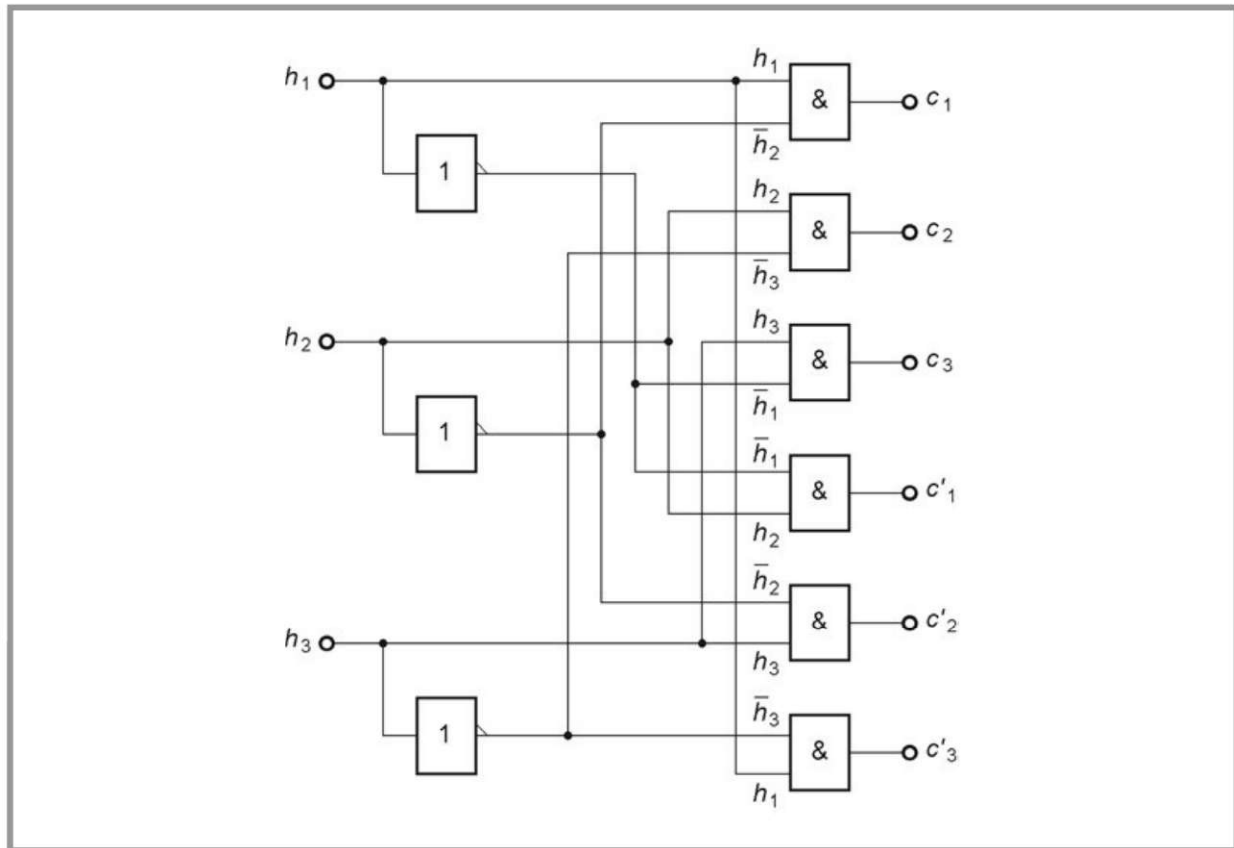 h₁
h₁
&
c₁
h̅₂
1
h₂
&
c₂
h̅₃
h₂
h₃
&
c₃
h̅₁
1
h̅₁
&
c'₁
h₂
h̅₂
&
c'₂
h₃
h₃
1
h̅₃
&
c'₃
h₁